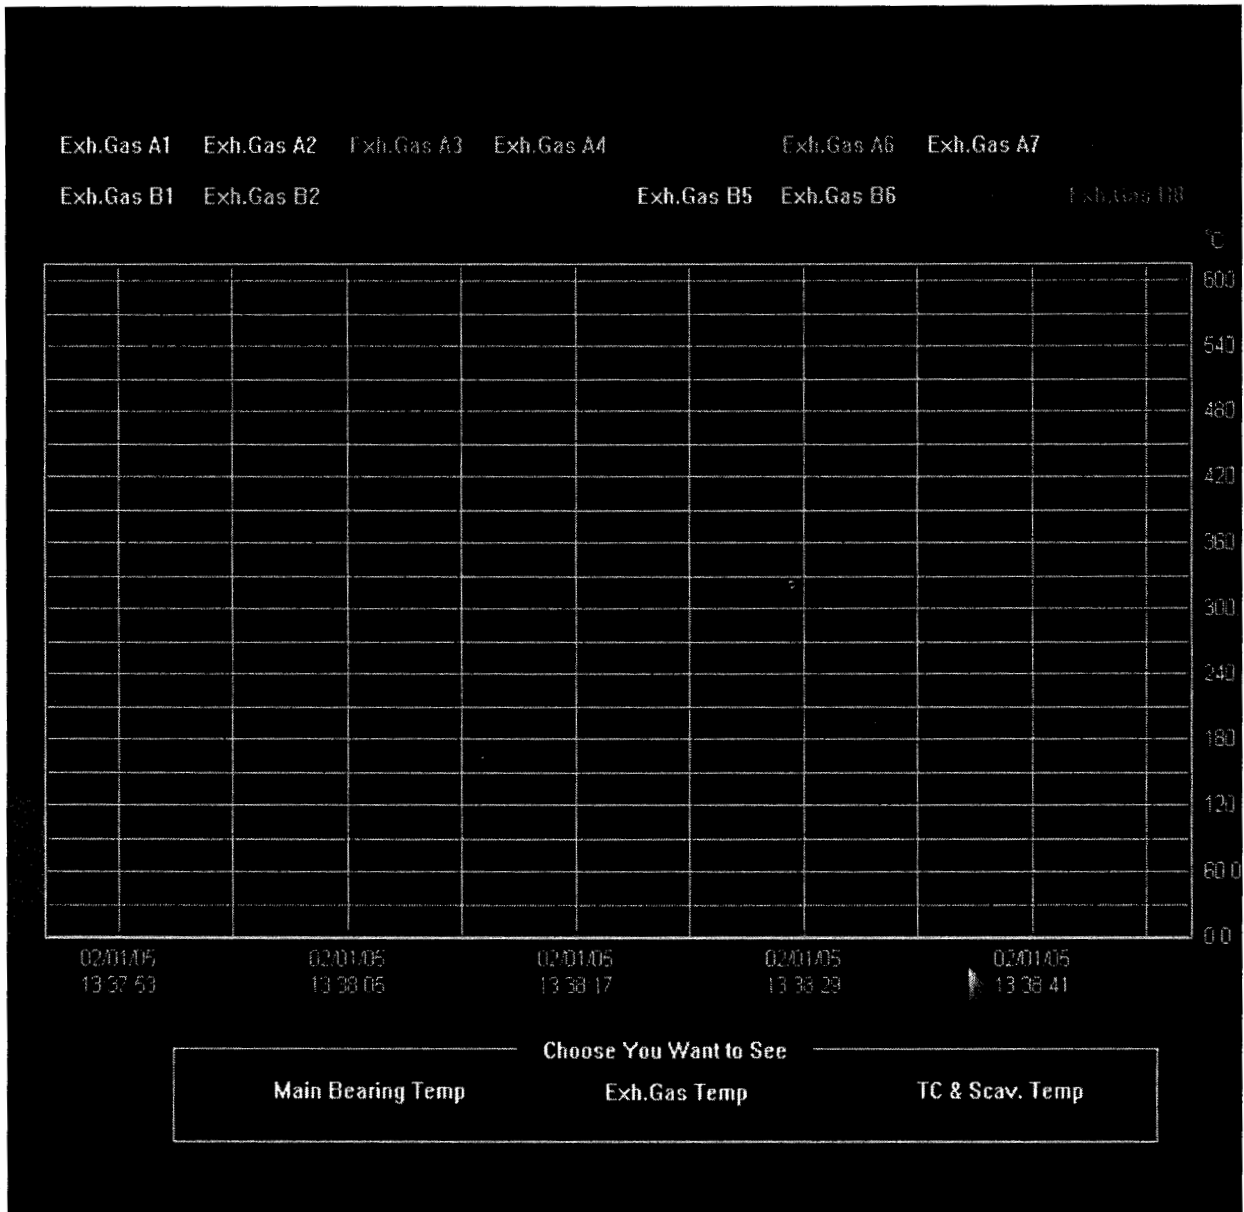 Exh.Gas A1 Exh.Gas A2 Exh.Gas A3 Exh.Gas A4 Exh.Gas A6 Exh.Gas A7
Exh.Gas B1 Exh.Gas B2 Exh.Gas B5 Exh.Gas B6 Exh.Gas B8
°C
600
540
480
420
360
300
240
180
120
60.0
0.0
02/01/05 02/01/05 02/01/05 02/01/05 02/01/05
13:37:53 13:38:05 13:38:17 13:38:29 13:38:41
Choose You Want to See
Main Bearing Temp Exh.Gas Temp TC & Scav. Temp